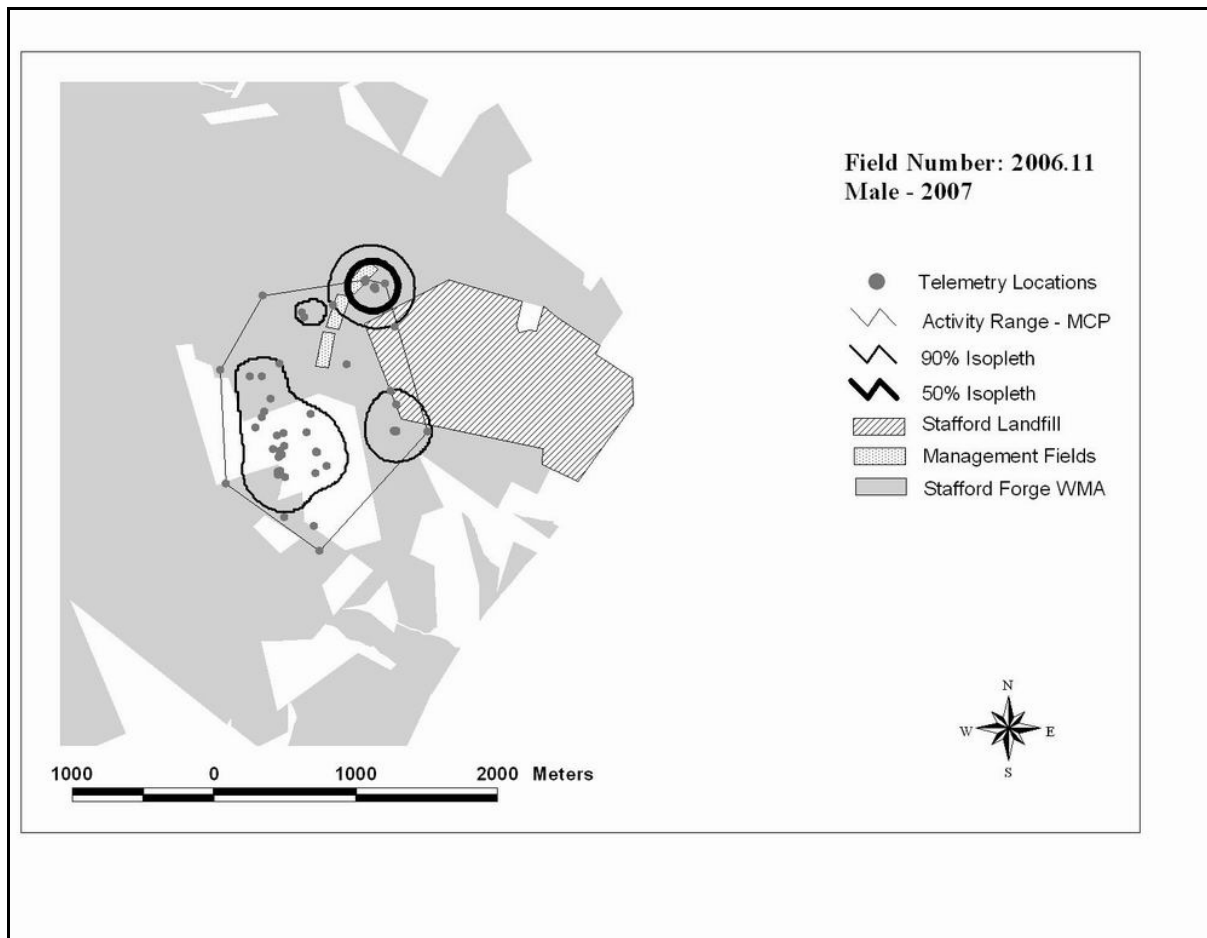 Field Number: 2006.11
Male - 2007
Telemetry Locations
Activity Range - MCP
90% Isopleth
50% Isopleth
Stafford Landfill
Management Fields
Stafford Forge WMA
N
W E
S
1000 0 1000 2000 Meters